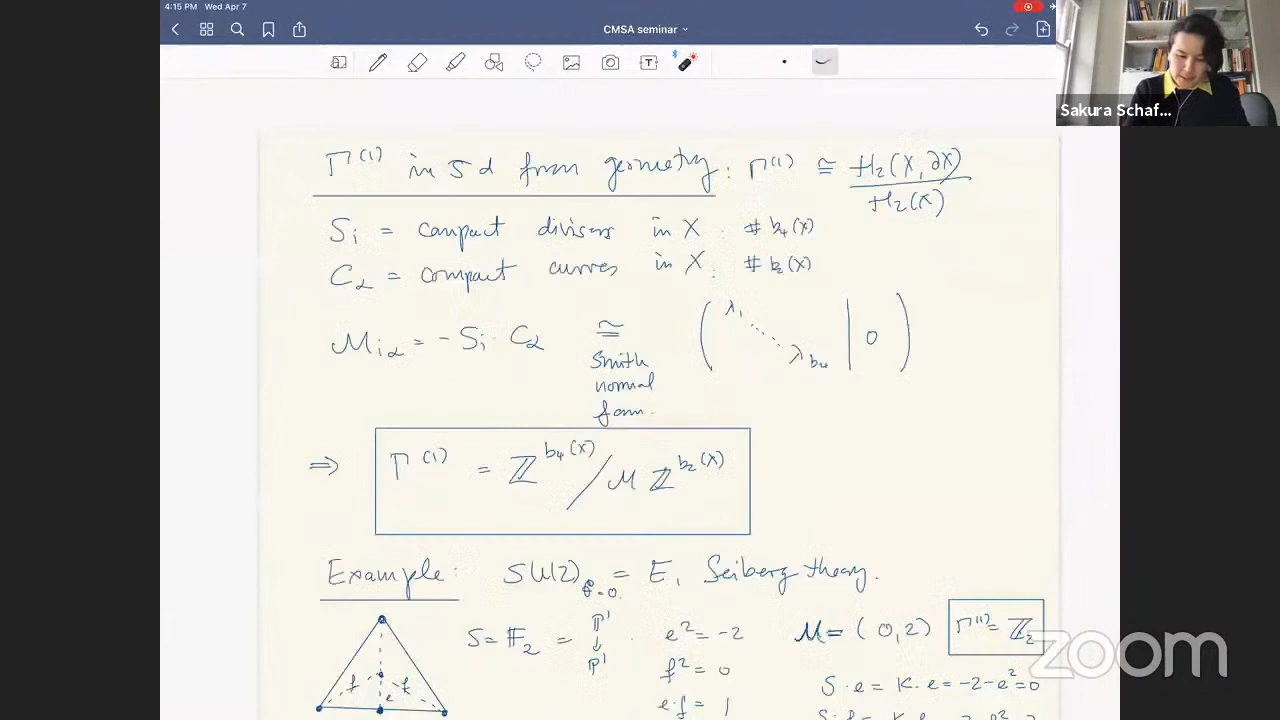 4:15 PM Wed Apr 7
CMSA seminar
Sakura Schaf...
Γ⁽¹⁾ in 5d from geometry: Γ⁽¹⁾ ≅ H₂(X, ∂X) / H₂(X)
Sᵢ = compact divisors in X. # b₄(X)
C_α = compact curves in X. # b₂(X)
M_iα = - Sᵢ · C_α ≅ ( λ₁ ⋱ λ_b₄ | 0 )
Smith
normal
form.
⇒ Γ⁽¹⁾ = ℤ^b₄(X) / M ℤ^b₂(X)
Example: SU(2)_θ=0. = E₁ Seiberg theory.
S = 𝔽₂ = ℙ¹ ↓ ℙ¹ . e² = -2 M = (0,2) Γ⁽¹⁾ = ℤ₂
f² = 0
S·e = K·e = -2-e² = 0
e·f = 1
f f
e
zoom